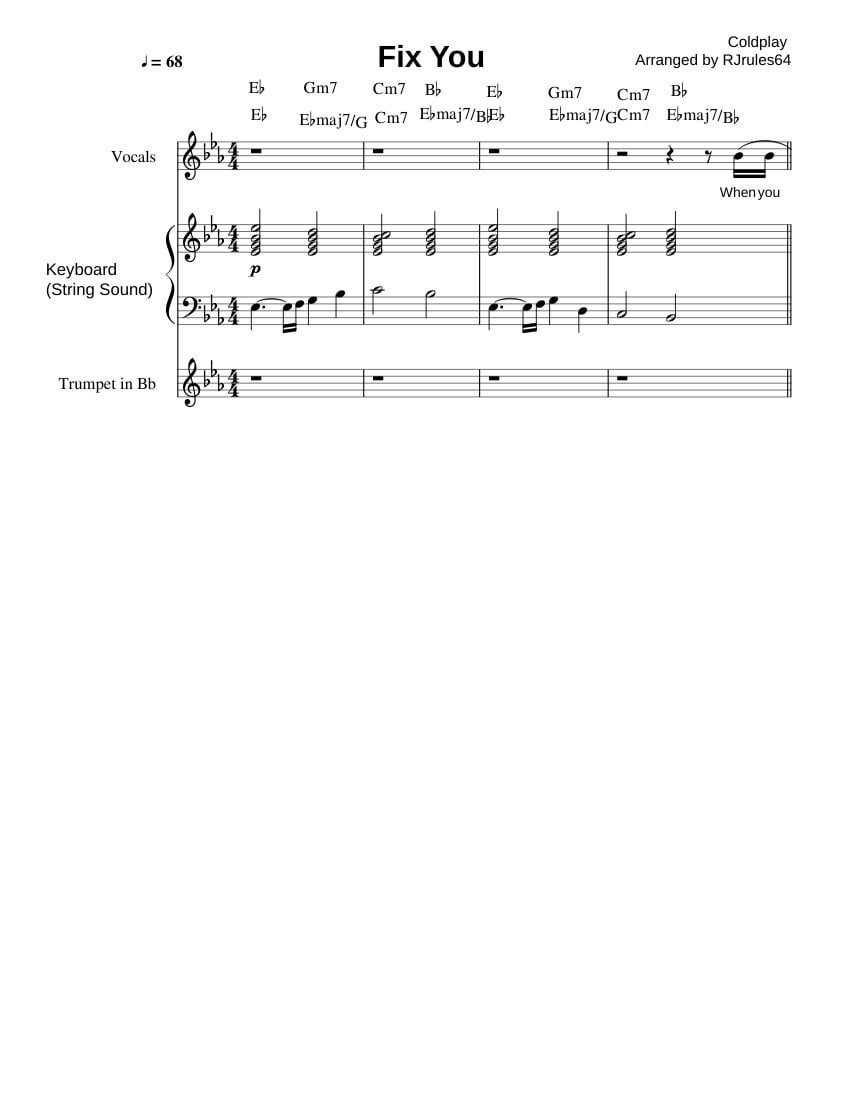 Fix You
Coldplay
Arranged by RJrules64
♩ = 68
E♭ Gm7 Cm7 B♭ E♭ Gm7 Cm7 B♭
E♭ E♭maj7/G Cm7 E♭maj7/B♭ E♭ E♭maj7/G Cm7 E♭maj7/B♭
Vocals
When you
p
Keyboard
(String Sound)
Trumpet in Bb